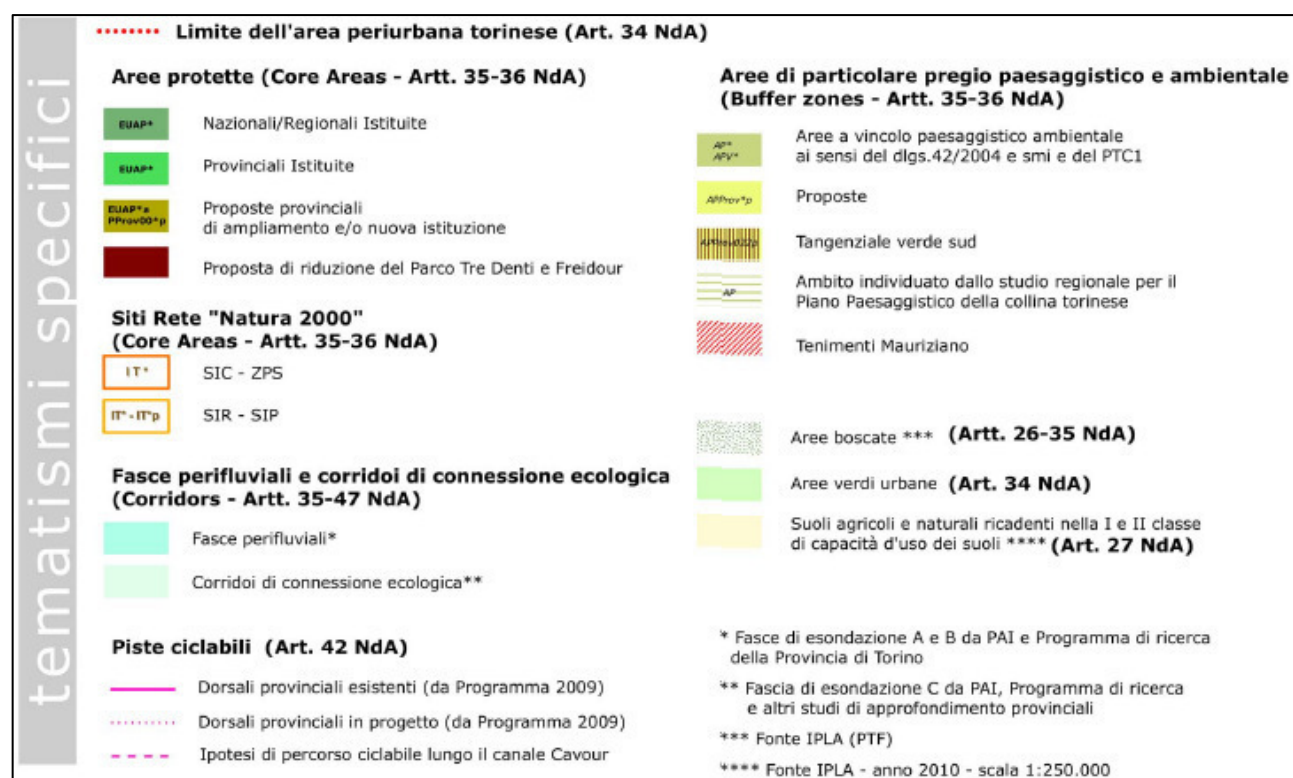 tematismi specifici
Limite dell'area periurbana torinese (Art. 34 NdA)
Aree protette (Core Areas - Artt. 35-36 NdA)
EUAP*
Nazionali/Regionali Istituite
EUAP*
Provinciali Istituite
EUAP*a
PProv00*p
Proposte provinciali
di ampliamento e/o nuova istituzione
Proposta di riduzione del Parco Tre Denti e Freidour
Siti Rete "Natura 2000"
(Core Areas - Artt. 35-36 NdA)
IT*
SIC - ZPS
IT* - IT*p
SIR - SIP
Fasce perifluviali e corridoi di connessione ecologica
(Corridors - Artt. 35-47 NdA)
Fasce perifluviali*
Corridoi di connessione ecologica**
Piste ciclabili (Art. 42 NdA)
Dorsali provinciali esistenti (da Programma 2009)
Dorsali provinciali in progetto (da Programma 2009)
Ipotesi di percorso ciclabile lungo il canale Cavour
Aree di particolare pregio paesaggistico e ambientale
(Buffer zones - Artt. 35-36 NdA)
AP*
APV*
Aree a vincolo paesaggistico ambientale
ai sensi del dlgs.42/2004 e smi e del PTC1
APProv*p
Proposte
Tangenziale verde sud
AP
Ambito individuato dallo studio regionale per il
Piano Paesaggistico della collina torinese
Tenimenti Mauriziano
Aree boscate *** (Artt. 26-35 NdA)
Aree verdi urbane (Art. 34 NdA)
Suoli agricoli e naturali ricadenti nella I e II classe
di capacità d'uso dei suoli **** (Art. 27 NdA)
* Fasce di esondazione A e B da PAI e Programma di ricerca
della Provincia di Torino
** Fascia di esondazione C da PAI, Programma di ricerca
e altri studi di approfondimento provinciali
*** Fonte IPLA (PTF)
**** Fonte IPLA - anno 2010 - scala 1:250.000